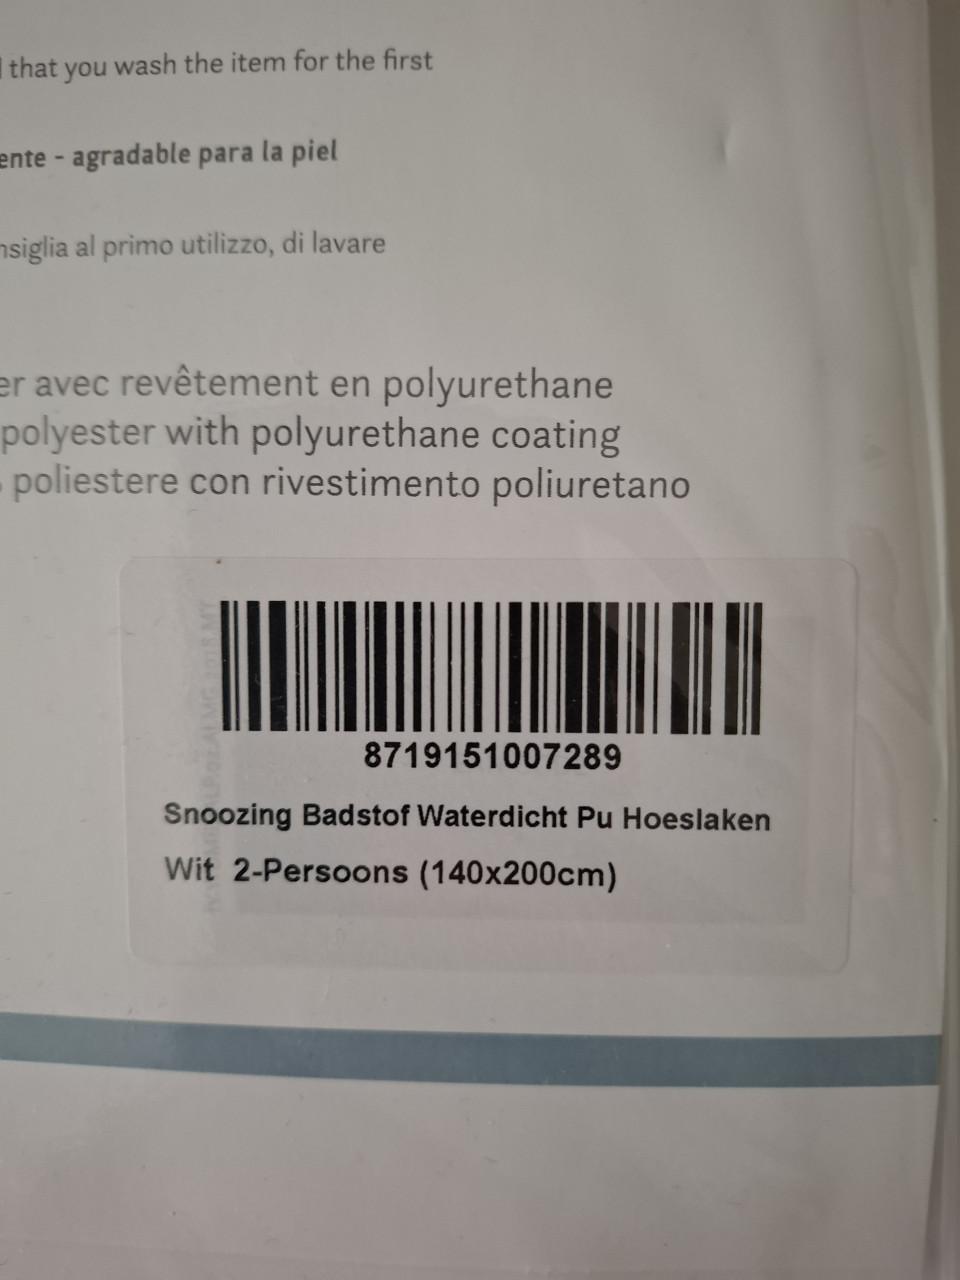 that you wash the item for the first
ente - agradable para la piel
nsiglia al primo utilizzo, di lavare
er avec revêtement en polyurethane
polyester with polyurethane coating
poliestere con rivestimento poliuretano
8719151007289
Snoozing Badstof Waterdicht Pu Hoeslaken
Wit 2-Persoons (140x200cm)